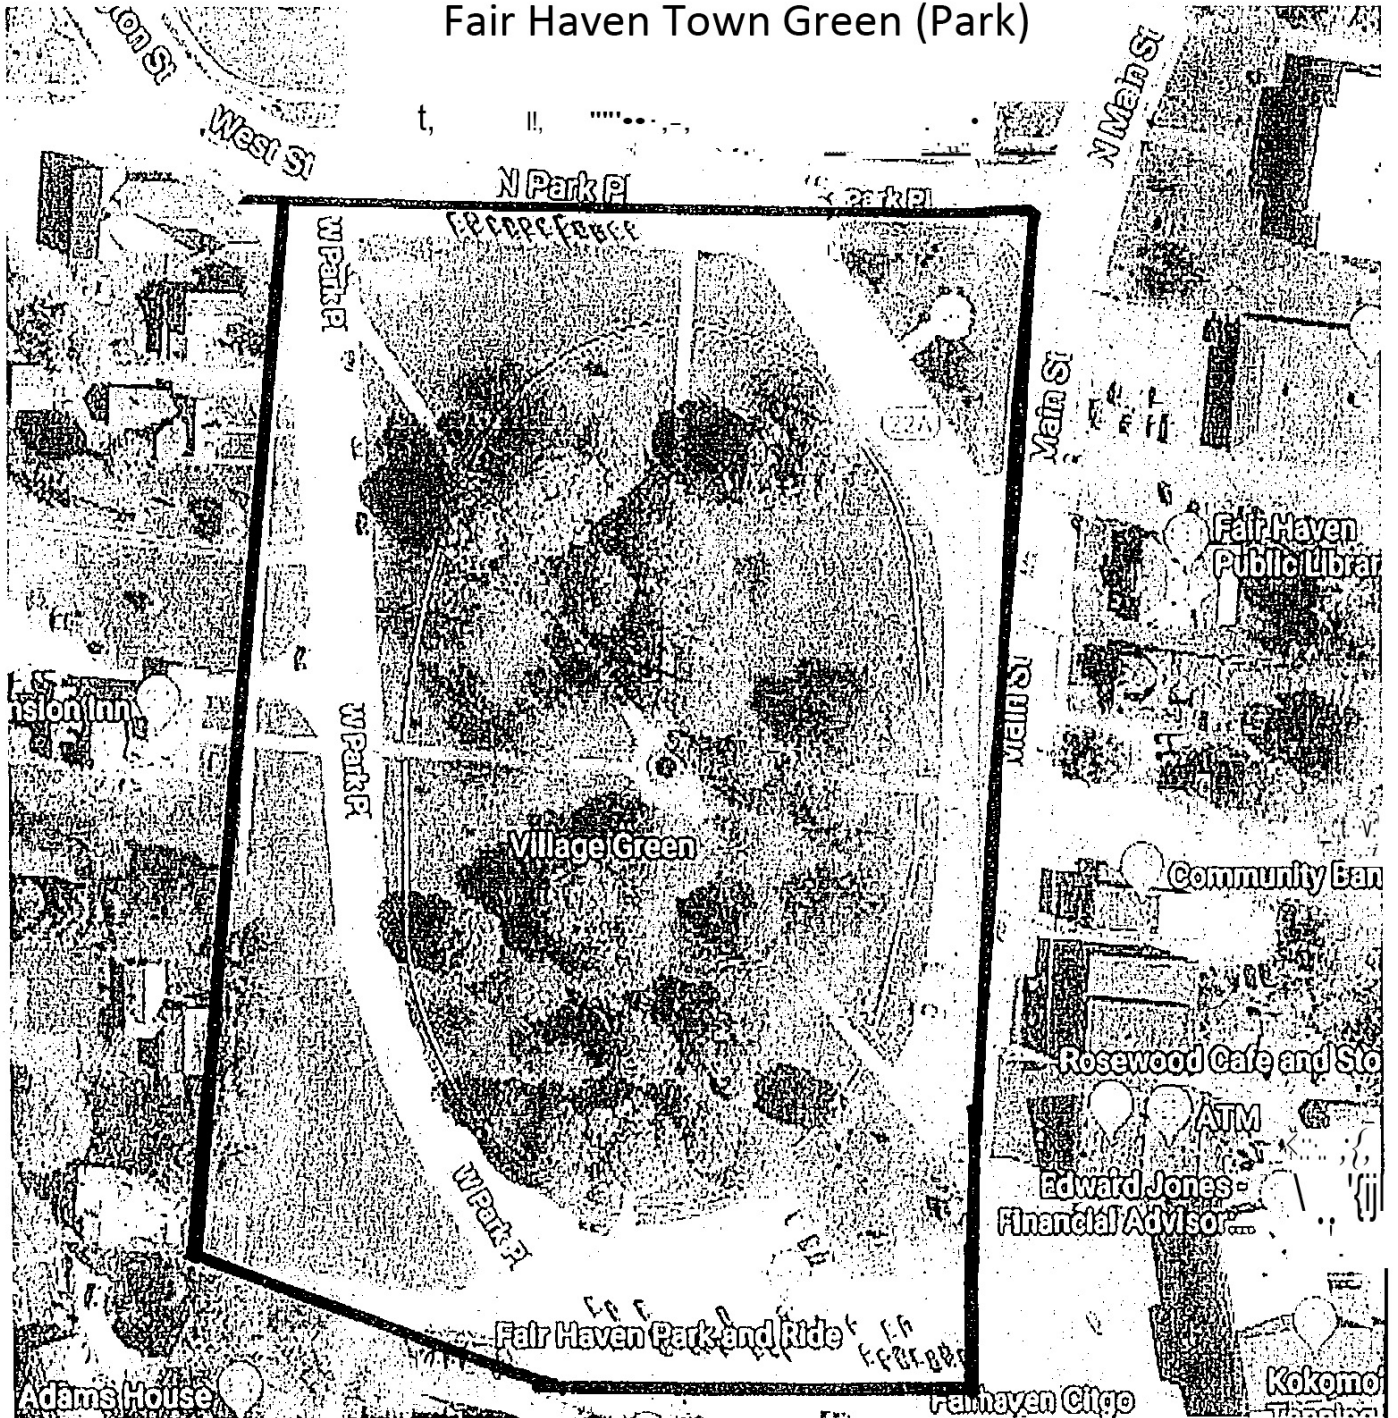 Fair Haven Town Green (Park)
N Main St
West St
N Park Pl
Park Pl
W Park Pl
22A
Main St
Fair Haven
Public Librar
Main St
nsion Inn
W Park Pl
Village Green
Community Ban
Rosewood Cafe and Sto
ATM
Edward Jones -
Financial Advisor...
W Park Pl
Fair Haven Park and Ride
Adams House
Fairhaven Citgo
Kokomo